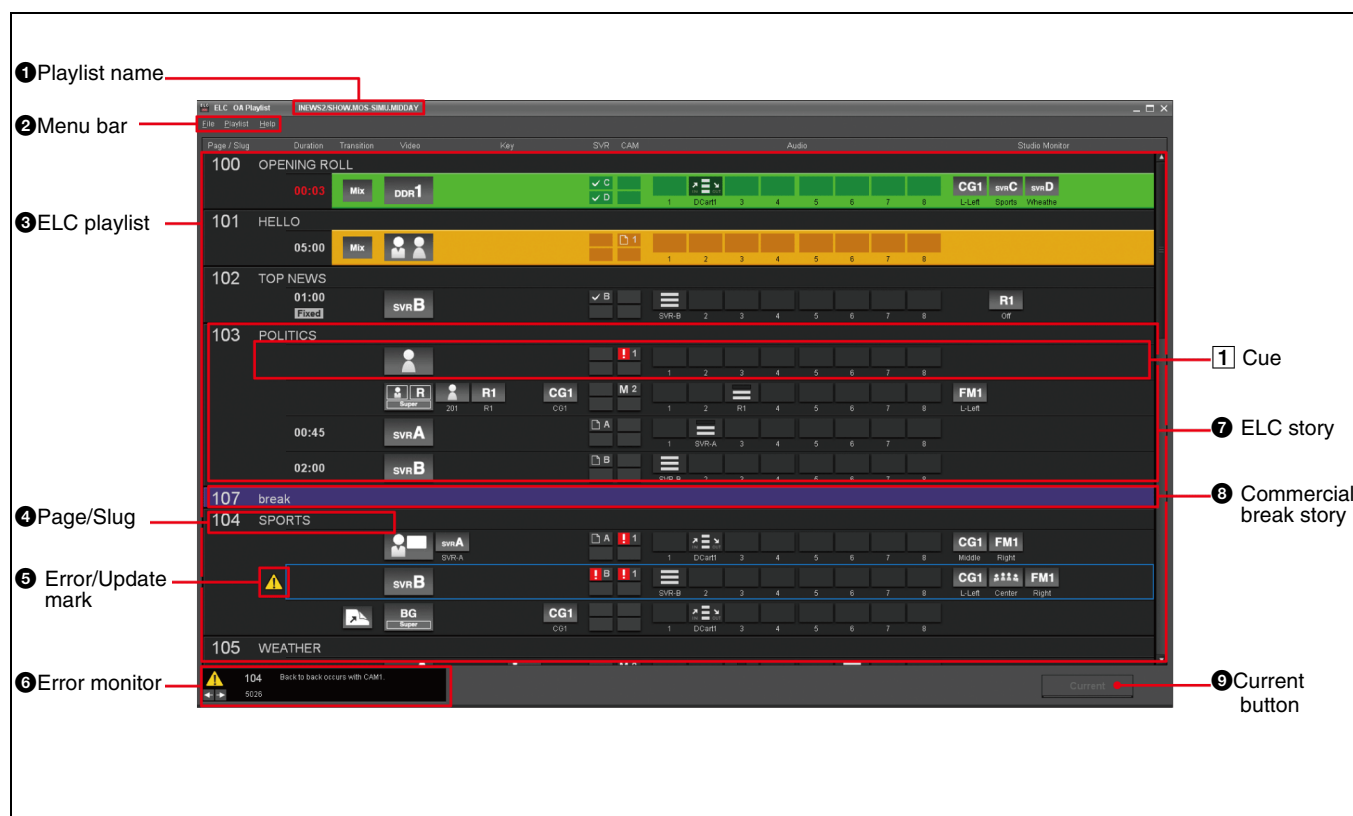 ❶Playlist name
❷Menu bar
❸ELC playlist
❹Page/Slug
❺ Error/Update
mark
❻Error monitor
1 Cue
❼ ELC story
❽ Commercial
break story
❾Current
button
ELC OA Playlist INEWS2/SHOW.MOS-SIMU.MIDDAY
File Playlist Help
Page / Slug Duration Transition Video Key SVR CAM Audio Studio Monitor
100 OPENING ROLL
00:03 Mix DDR1 C CG1 SVRC SVRD
D 1 DCart1 3 4 5 6 7 8 L-Left Sports Wheathe
101 HELLO
05:00 Mix 1
1 2 3 4 5 6 7 8
102 TOP NEWS
01:00 SVRB B R1
Fixed SVR-B 2 3 4 5 6 7 8 Off
103 POLITICS
! 1
1 2 3 4 5 6 7 8
R R1 CG1 M 2 FM1
Super 201 R1 CG1 1 2 R1 4 5 6 7 8 L-Left
00:45 SVRA A
1 SVR-A 3 4 5 6 7 8
02:00 SVRB B
SVR-B 2 3 4 5 6 7 8
107 break
104 SPORTS
SVRA A ! 1 CG1 FM1
SVR-A 1 DCart1 3 4 5 6 7 8 Middle Right
SVRB ! B ! 1 CG1 FM1
SVR-B 2 3 4 5 6 7 8 L-Left Center Right
BG CG1
Super CG1 1 DCart1 3 4 5 6 7 8
105 WEATHER
M 2
104 Back to back occurs with CAM1.
5026
Current